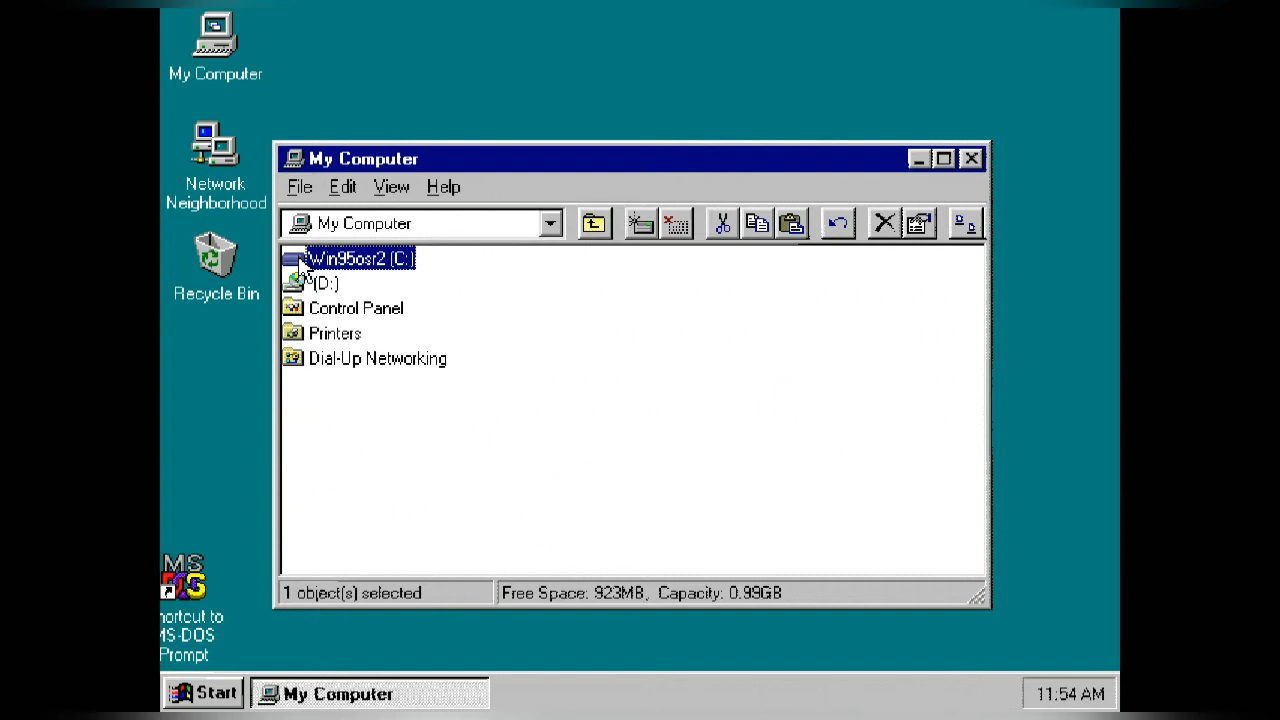 My Computer
Network
Neighborhood
Recycle Bin
MS
hortcut to
MS-DOS
Prompt
My Computer
File Edit View Help
My Computer
Win95osr2 (C:)
(D:)
Control Panel
Printers
Dial-Up Networking
1 object(s) selected
Free Space: 923MB, Capacity: 0.99GB
Start
My Computer
11:54 AM